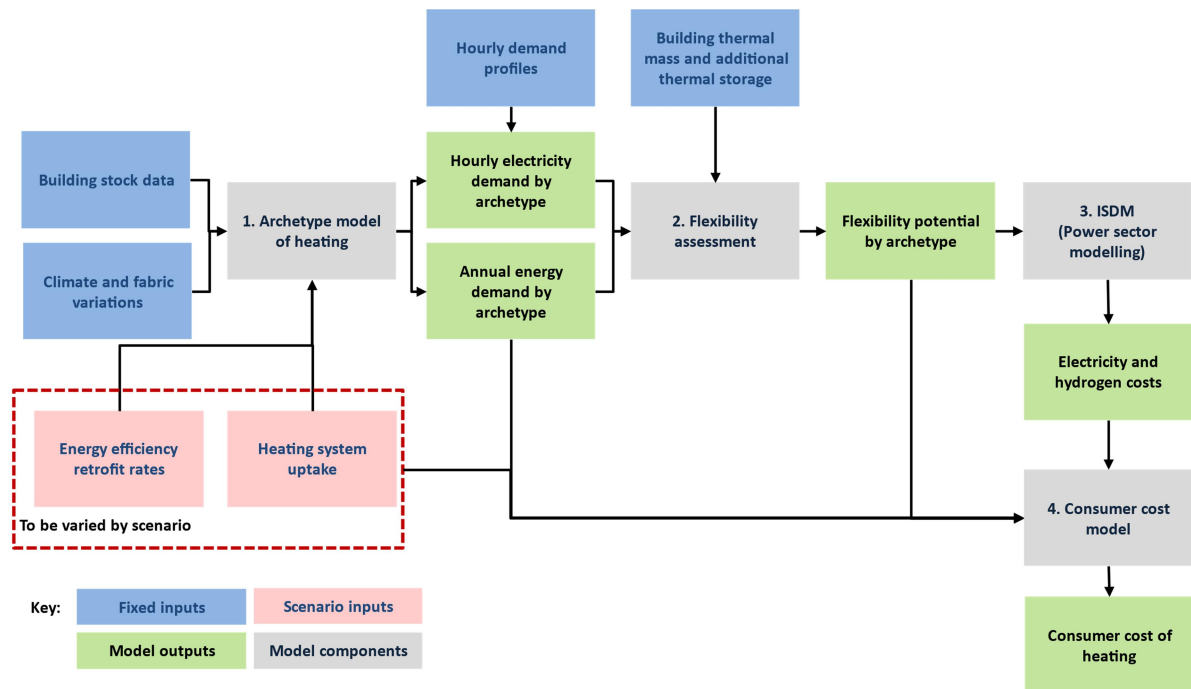 Hourly demand
profiles
Building thermal
mass and additional
thermal storage
Building stock data
Climate and fabric
variations
1. Archetype model
of heating
Hourly electricity
demand by
archetype
Annual energy
demand by
archetype
2. Flexibility
assessment
Flexibility potential
by archetype
3. ISDM
(Power sector
modelling)
Electricity and
hydrogen costs
Energy efficiency
retrofit rates
Heating system
uptake
To be varied by scenario
4. Consumer cost
model
Consumer cost of
heating
Key:
Fixed inputs
Scenario inputs
Model outputs
Model components